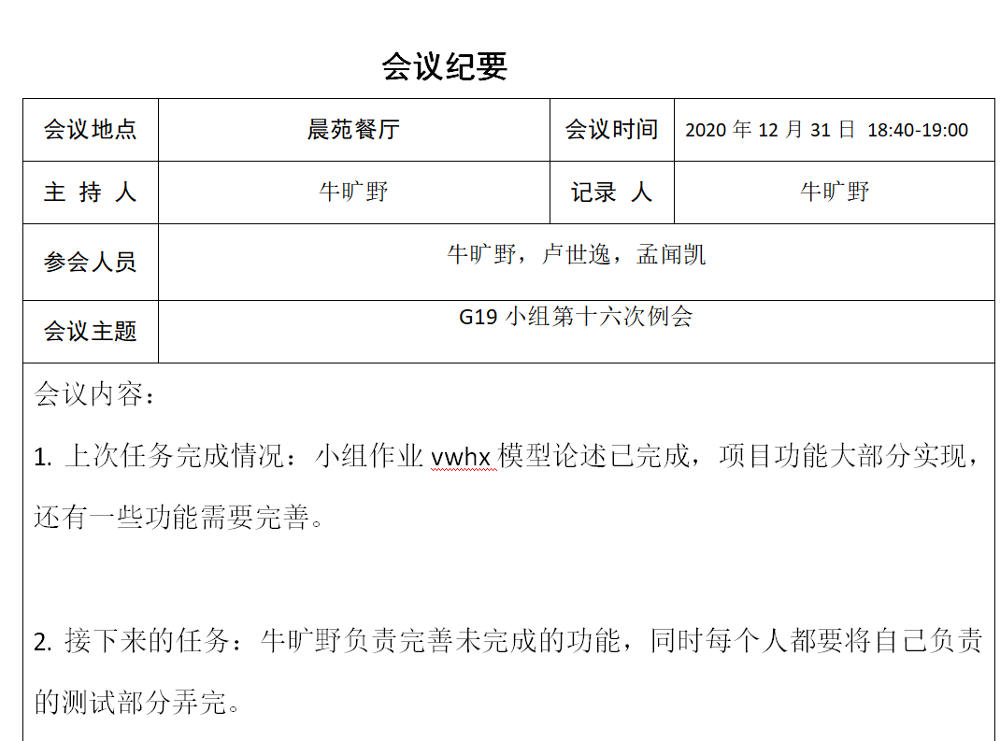 会议纪要
会议地点 晨苑餐厅 会议时间 2020 年 12 月 31 日 18:40-19:00
主 持 人 牛旷野 记录 人 牛旷野
参会人员 牛旷野，卢世逸，孟闻凯
会议主题 G19 小组第十六次例会
会议内容：
1. 上次任务完成情况：小组作业 vwhx 模型论述已完成，项目功能大部分实现，
还有一些功能需要完善。
2. 接下来的任务：牛旷野负责完善未完成的功能，同时每个人都要将自己负责
的测试部分弄完。